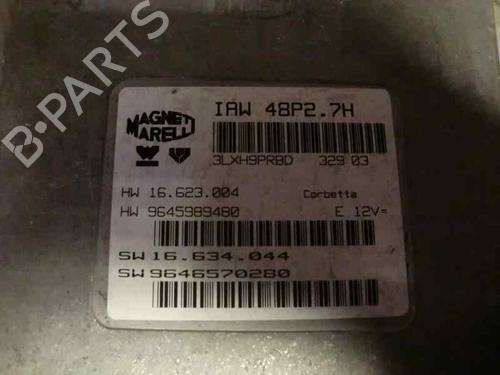 B-PARTS
MAGNETI
MARELLI
IAW 48P2.7H
3LXH9PRBD 329 03
HW 16.623.004 Corbetta
HW 9645989480 E 12V=
SW 16.634.044
SW 9646570280